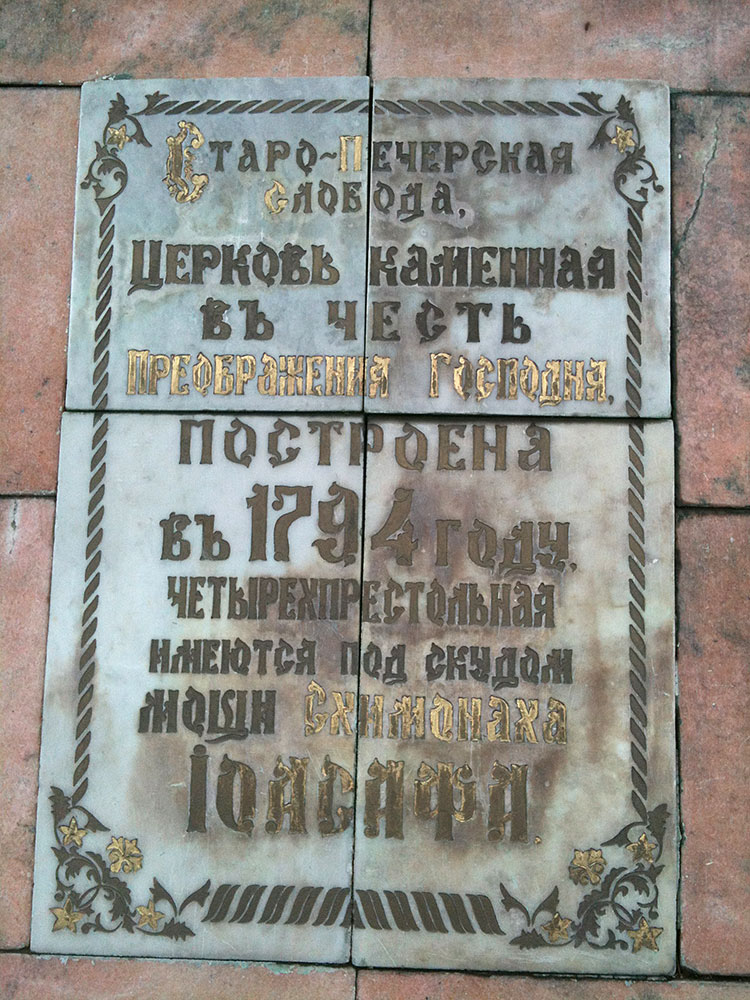 Старо-Печерская
слобода,
Церковь каменная
въ честь
Преображения Господня,
построена
въ 1794 году,
четырехпрестольная
имеются под скудом
мощи Схимонаха
Іоасафа.